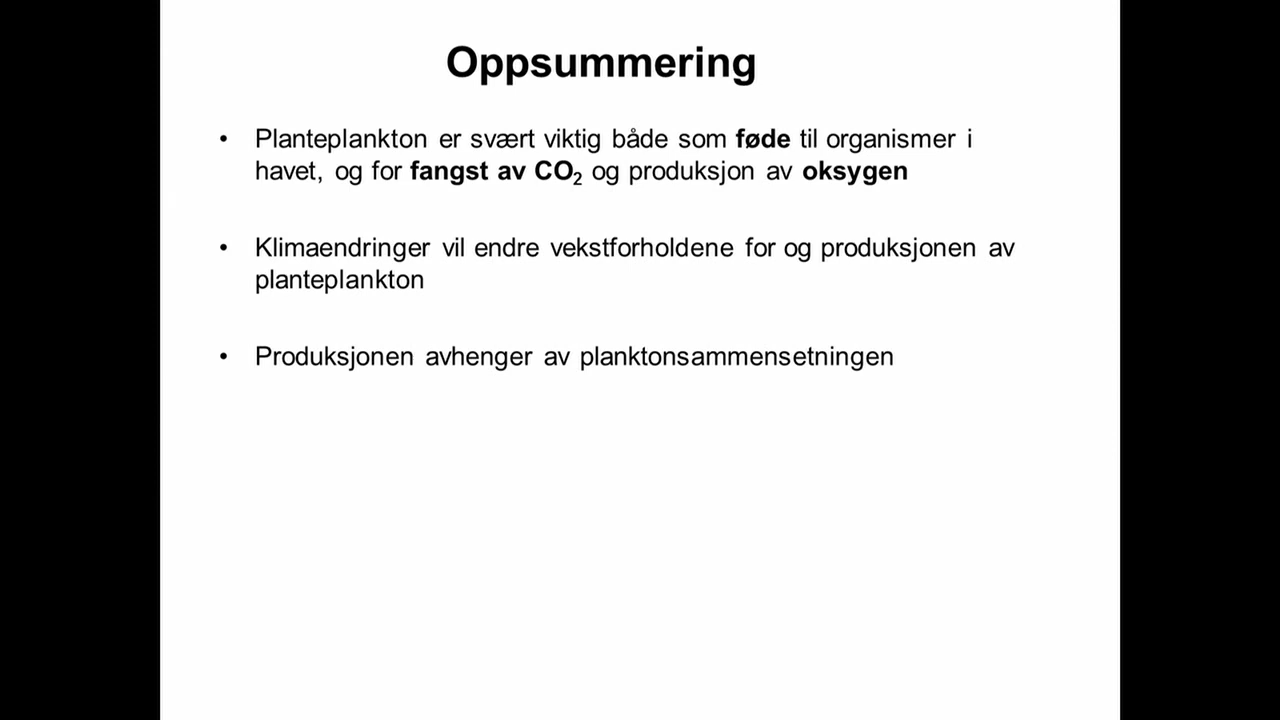 Oppsummering
• Planteplankton er svært viktig både som føde til organismer i
havet, og for fangst av CO₂ og produksjon av oksygen
• Klimaendringer vil endre vekstforholdene for og produksjonen av
planteplankton
• Produksjonen avhenger av planktonsammensetningen